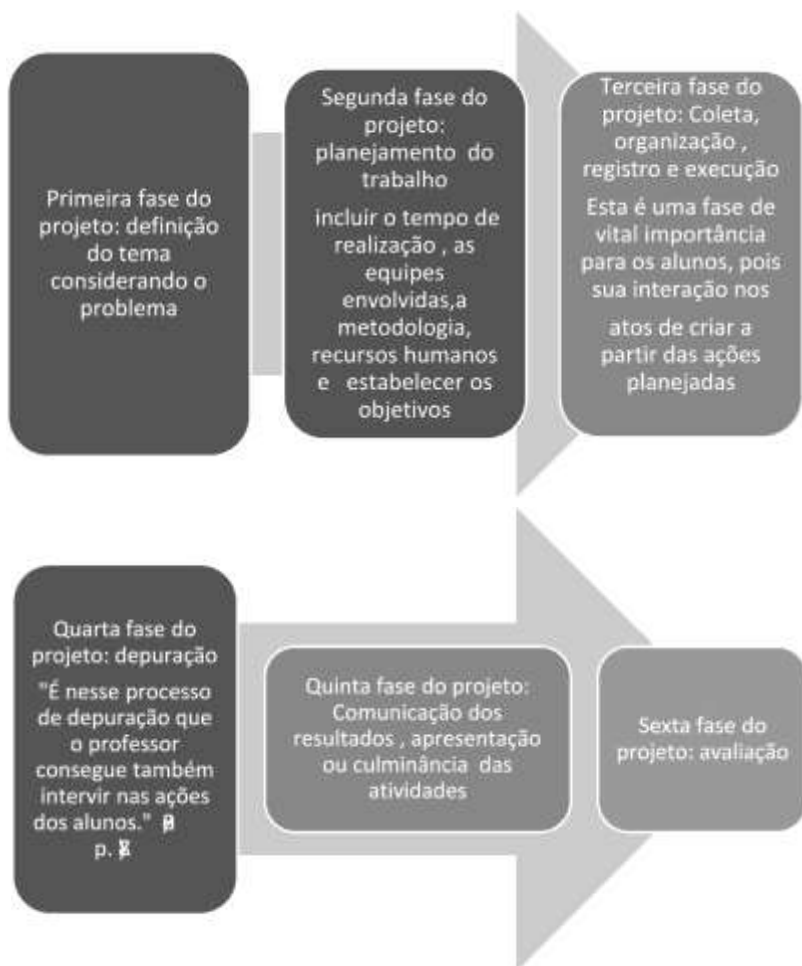 Primeira fase do
projeto: definição
do tema
considerando o
problema
Segunda fase do
projeto:
planejamento do
trabalho
incluir o tempo de
realização , as
equipes
envolvidas,a
metodologia,
recursos humanos
e estabelecer os
objetivos
Terceira fase do
projeto: Coleta,
organização ,
registro e execução
Esta é uma fase de
vital importância
para os alunos, pois
sua interação nos
atos de criar a
partir das ações
planejadas
Quarta fase do
projeto: depuração
"É nesse processo
de depuração que
o professor
consegue também
intervir nas ações
dos alunos."
p.
Quinta fase do projeto:
Comunicação dos
resultados , apresentação
ou culminância das
atividades
Sexta fase do
projeto: avaliação